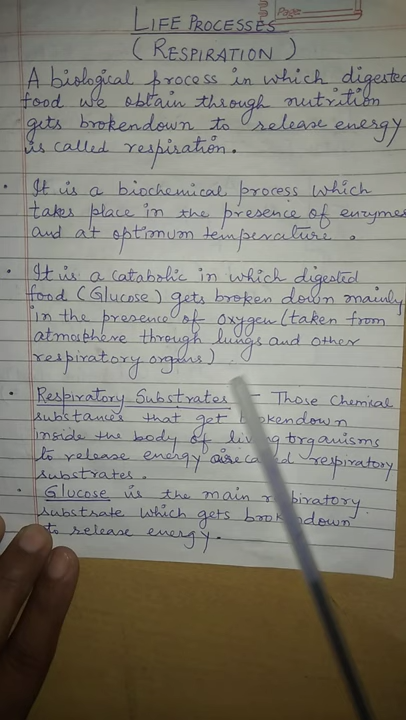 Page
LIFE PROCESSES
( RESPIRATION )
A biological process in which digested
food we obtain through nutrition
gets brokendown to release energy
is called respiration.
• It is a biochemical process which
takes place in the presence of enzymes
and at optimum temperature.
• It is a catabolic in which digested
food (Glucose) gets broken down mainly
in the presence of oxygen (taken from
atmosphere through lungs and other
respiratory organs).
• Respiratory Substrates - Those Chemical
substances that get brokendown
inside the body of living organisms
to release energy are called respiratory
substrates.
• Glucose is the main respiratory
substrate which gets brokendown
to release energy.